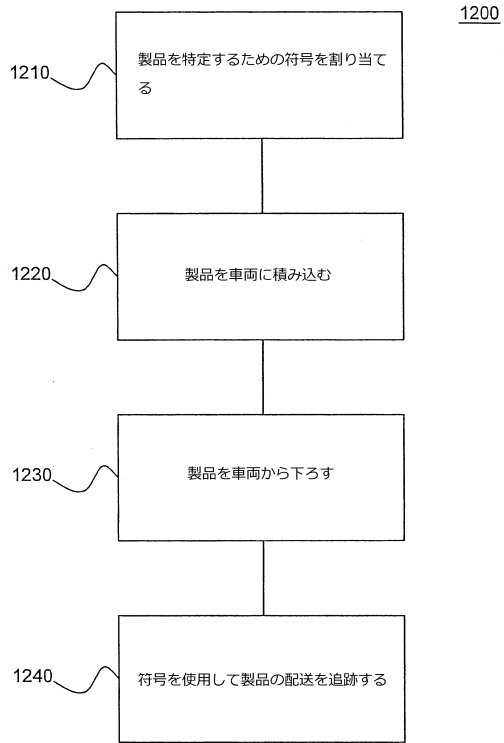 1200
1210
製品を特定するための符号を割り当て
る
1220
製品を車両に積み込む
1230
製品を車両から下ろす
1240
符号を使用して製品の配送を追跡する